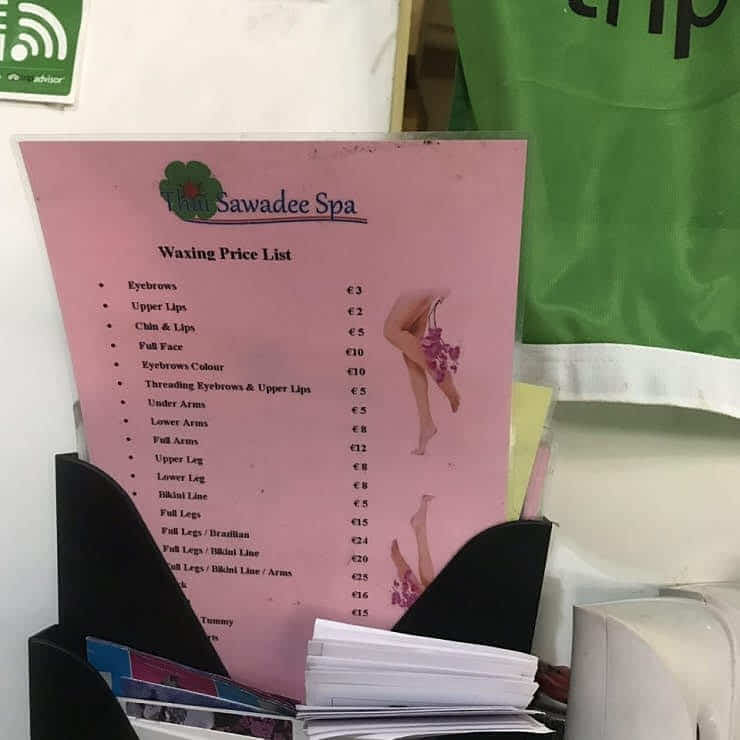 advisor
Thai Sawadee Spa
Waxing Price List
• Eyebrows €3
• Upper Lips €2
• Chin & Lips €5
• Full Face €10
• Eyebrows Colour €10
• Threading Eyebrows & Upper Lips €5
• Under Arms €5
• Lower Arms €8
• Full Arms €12
• Upper Leg €8
• Lower Leg €8
• Bikini Line €5
Full Legs €15
Full Legs / Brazilian €24
Full Legs / Bikini Line €20
Full Legs / Bikini Line / Arms €25
€16
€15
Tummy